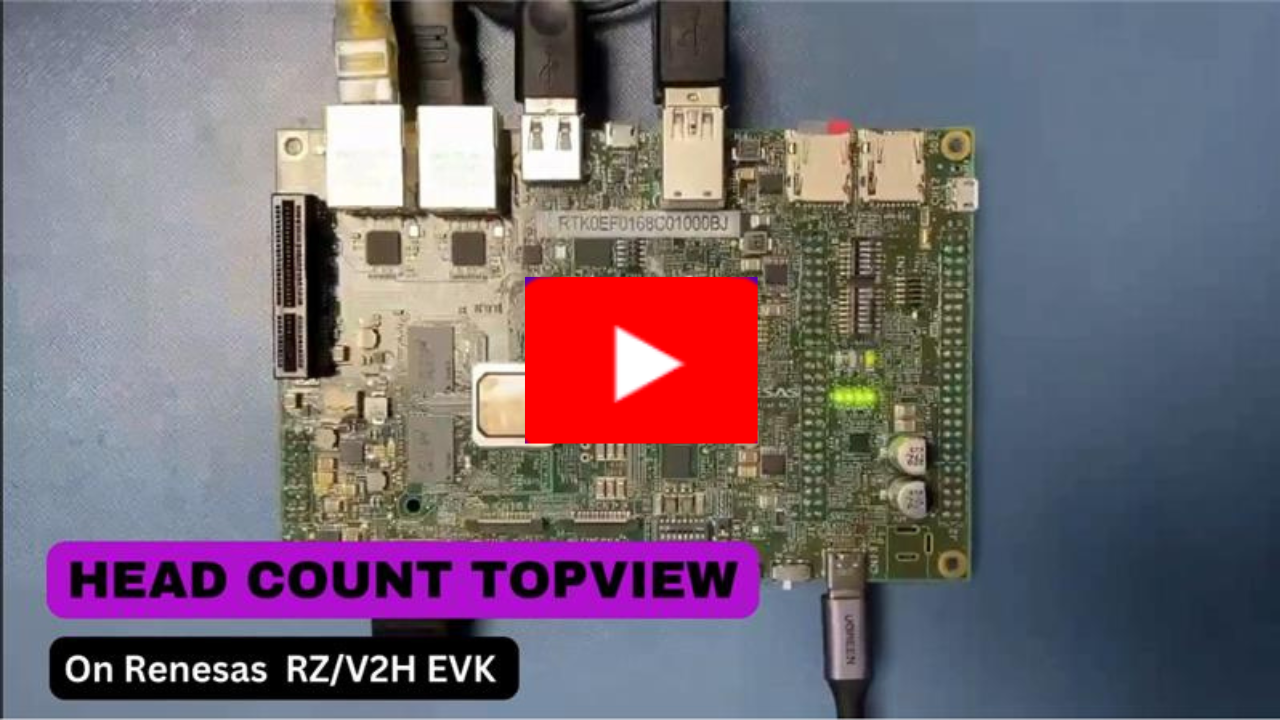 RTK0EF0168C01000BJ
HEAD COUNT TOPVIEW
On Renesas RZ/V2H EVK
UGREEN